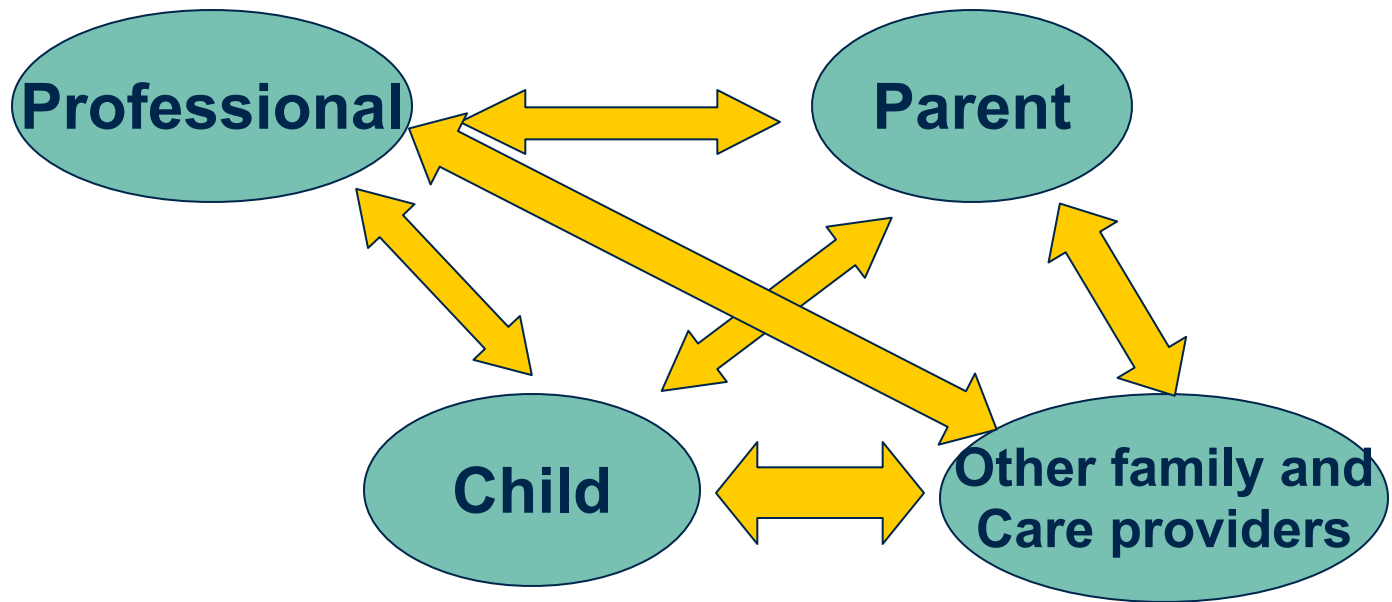 Professional
Parent
Child
Other family and
Care providers